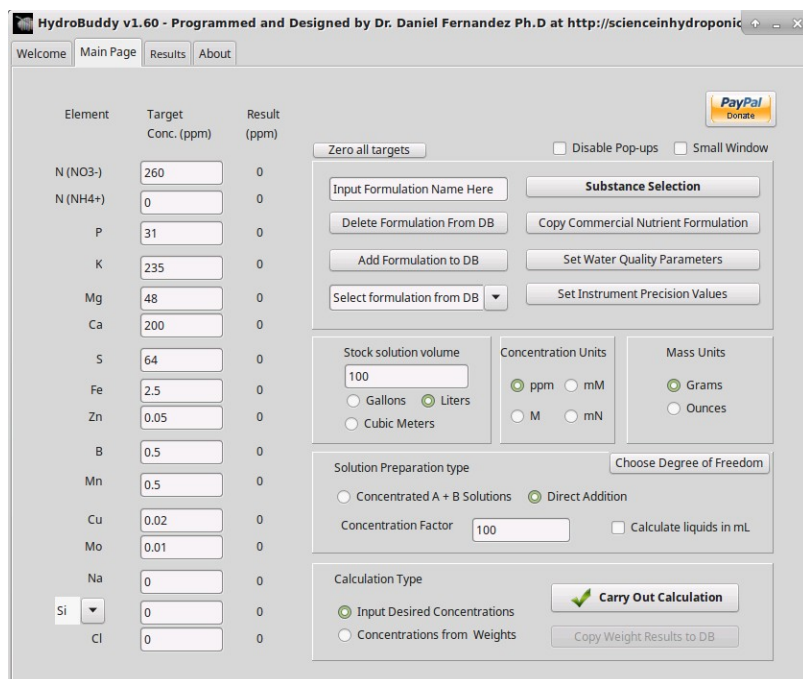 HydroBuddy v1.60 - Programmed and Designed by Dr. Daniel Fernandez Ph.D at http://scienceinhydroponic
Welcome Main Page Results About
PayPal
Donate
Element Target Conc. (ppm) Result (ppm)
Zero all targets Disable Pop-ups Small Window
N (NO3-) 260 0
N (NH4+) 0 0
P 31 0
K 235 0
Mg 48 0
Ca 200 0
S 64 0
Fe 2.5 0
Zn 0.05 0
B 0.5 0
Mn 0.5 0
Cu 0.02 0
Mo 0.01 0
Na 0 0
Si 0 0
Cl 0 0
Input Formulation Name Here Substance Selection
Delete Formulation From DB Copy Commercial Nutrient Formulation
Add Formulation to DB Set Water Quality Parameters
Select formulation from DB Set Instrument Precision Values
Stock solution volume
100
Gallons Liters
Cubic Meters
Concentration Units
ppm mM
M mN
Mass Units
Grams
Ounces
Solution Preparation type Choose Degree of Freedom
Concentrated A + B Solutions Direct Addition
Concentration Factor 100 Calculate liquids in mL
Calculation Type
Input Desired Concentrations Carry Out Calculation
Concentrations from Weights Copy Weight Results to DB